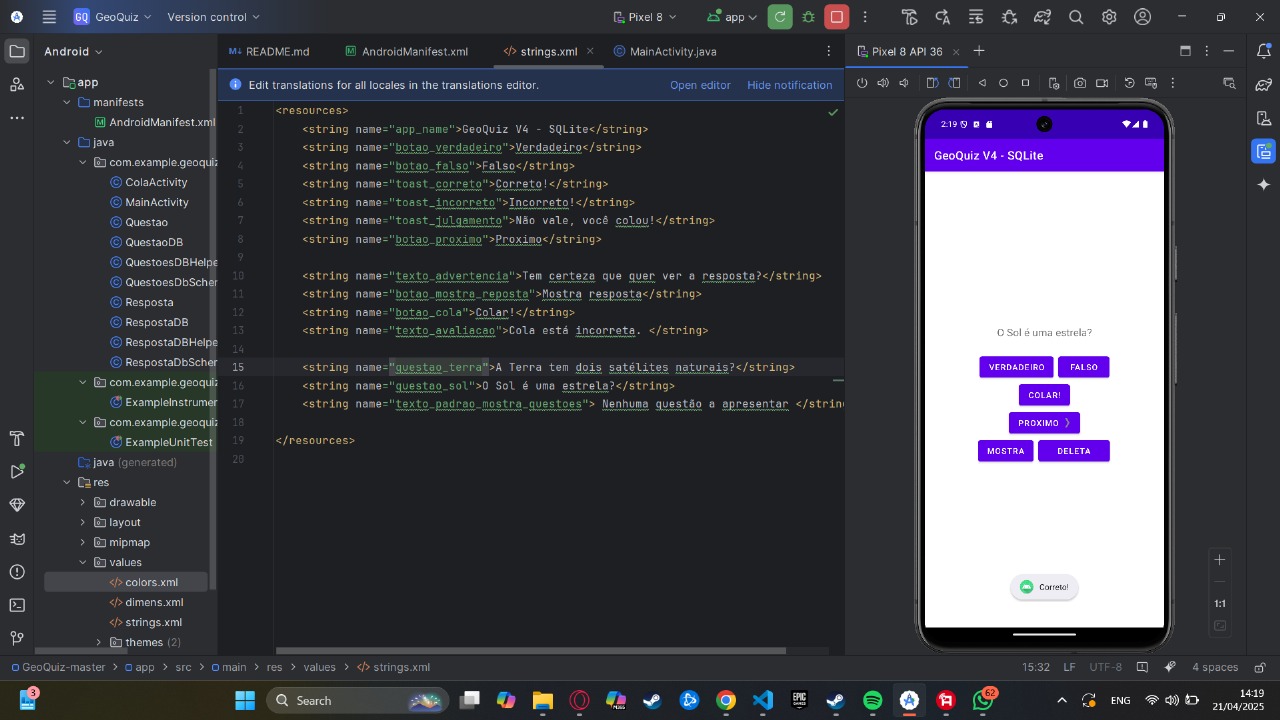 GQ GeoQuiz Version control Pixel 8 app
Android
README.md AndroidManifest.xml strings.xml MainActivity.java
Pixel 8 API 36
app
manifests
AndroidManifest.xml
java
com.example.geoquiz
ColaActivity
MainActivity
Questao
QuestaoDB
QuestoesDBHelpe
QuestoesDbScher
Resposta
RespostaDB
RespostaDBHelpe
RespostaDbScher
com.example.geoquiz
ExampleInstrumer
com.example.geoquiz
ExampleUnitTest
java (generated)
res
drawable
layout
mipmap
values
colors.xml
dimens.xml
strings.xml
themes (2)
Edit translations for all locales in the translations editor. Open editor Hide notification
1 <resources>
2 <string name="app_name">GeoQuiz V4 - SQLite</string>
3 <string name="botao_verdadeiro">Verdadeiro</string>
4 <string name="botao_falso">Falso</string>
5 <string name="toast_correto">Correto!</string>
6 <string name="toast_incorreto">Incorreto!</string>
7 <string name="toast_julgamento">Não vale, você colou!</string>
8 <string name="botao_proximo">Proximo</string>
9
10 <string name="texto_advertencia">Tem certeza que quer ver a resposta?</string>
11 <string name="botao_mostra_reposta">Mostra resposta</string>
12 <string name="botao_cola">Colar!</string>
13 <string name="texto_avaliacao">Cola está incorreta. </string>
14
15 <string name="questao_terra">A Terra tem dois satélites naturais?</string>
16 <string name="questao_sol">O Sol é uma estrela?</string>
17 <string name="texto_padrao_mostra_questoes"> Nenhuma questão a apresentar </string
18
19 </resources>
20
2:19
GeoQuiz V4 - SQLite
O Sol é uma estrela?
VERDADEIRO FALSO
COLAR!
PROXIMO
MOSTRA DELETA
Correto!
1:1
GeoQuiz-master app src main res values strings.xml
15:32 LF UTF-8 4 spaces
3
Search
62
ENG
14:19
21/04/2025